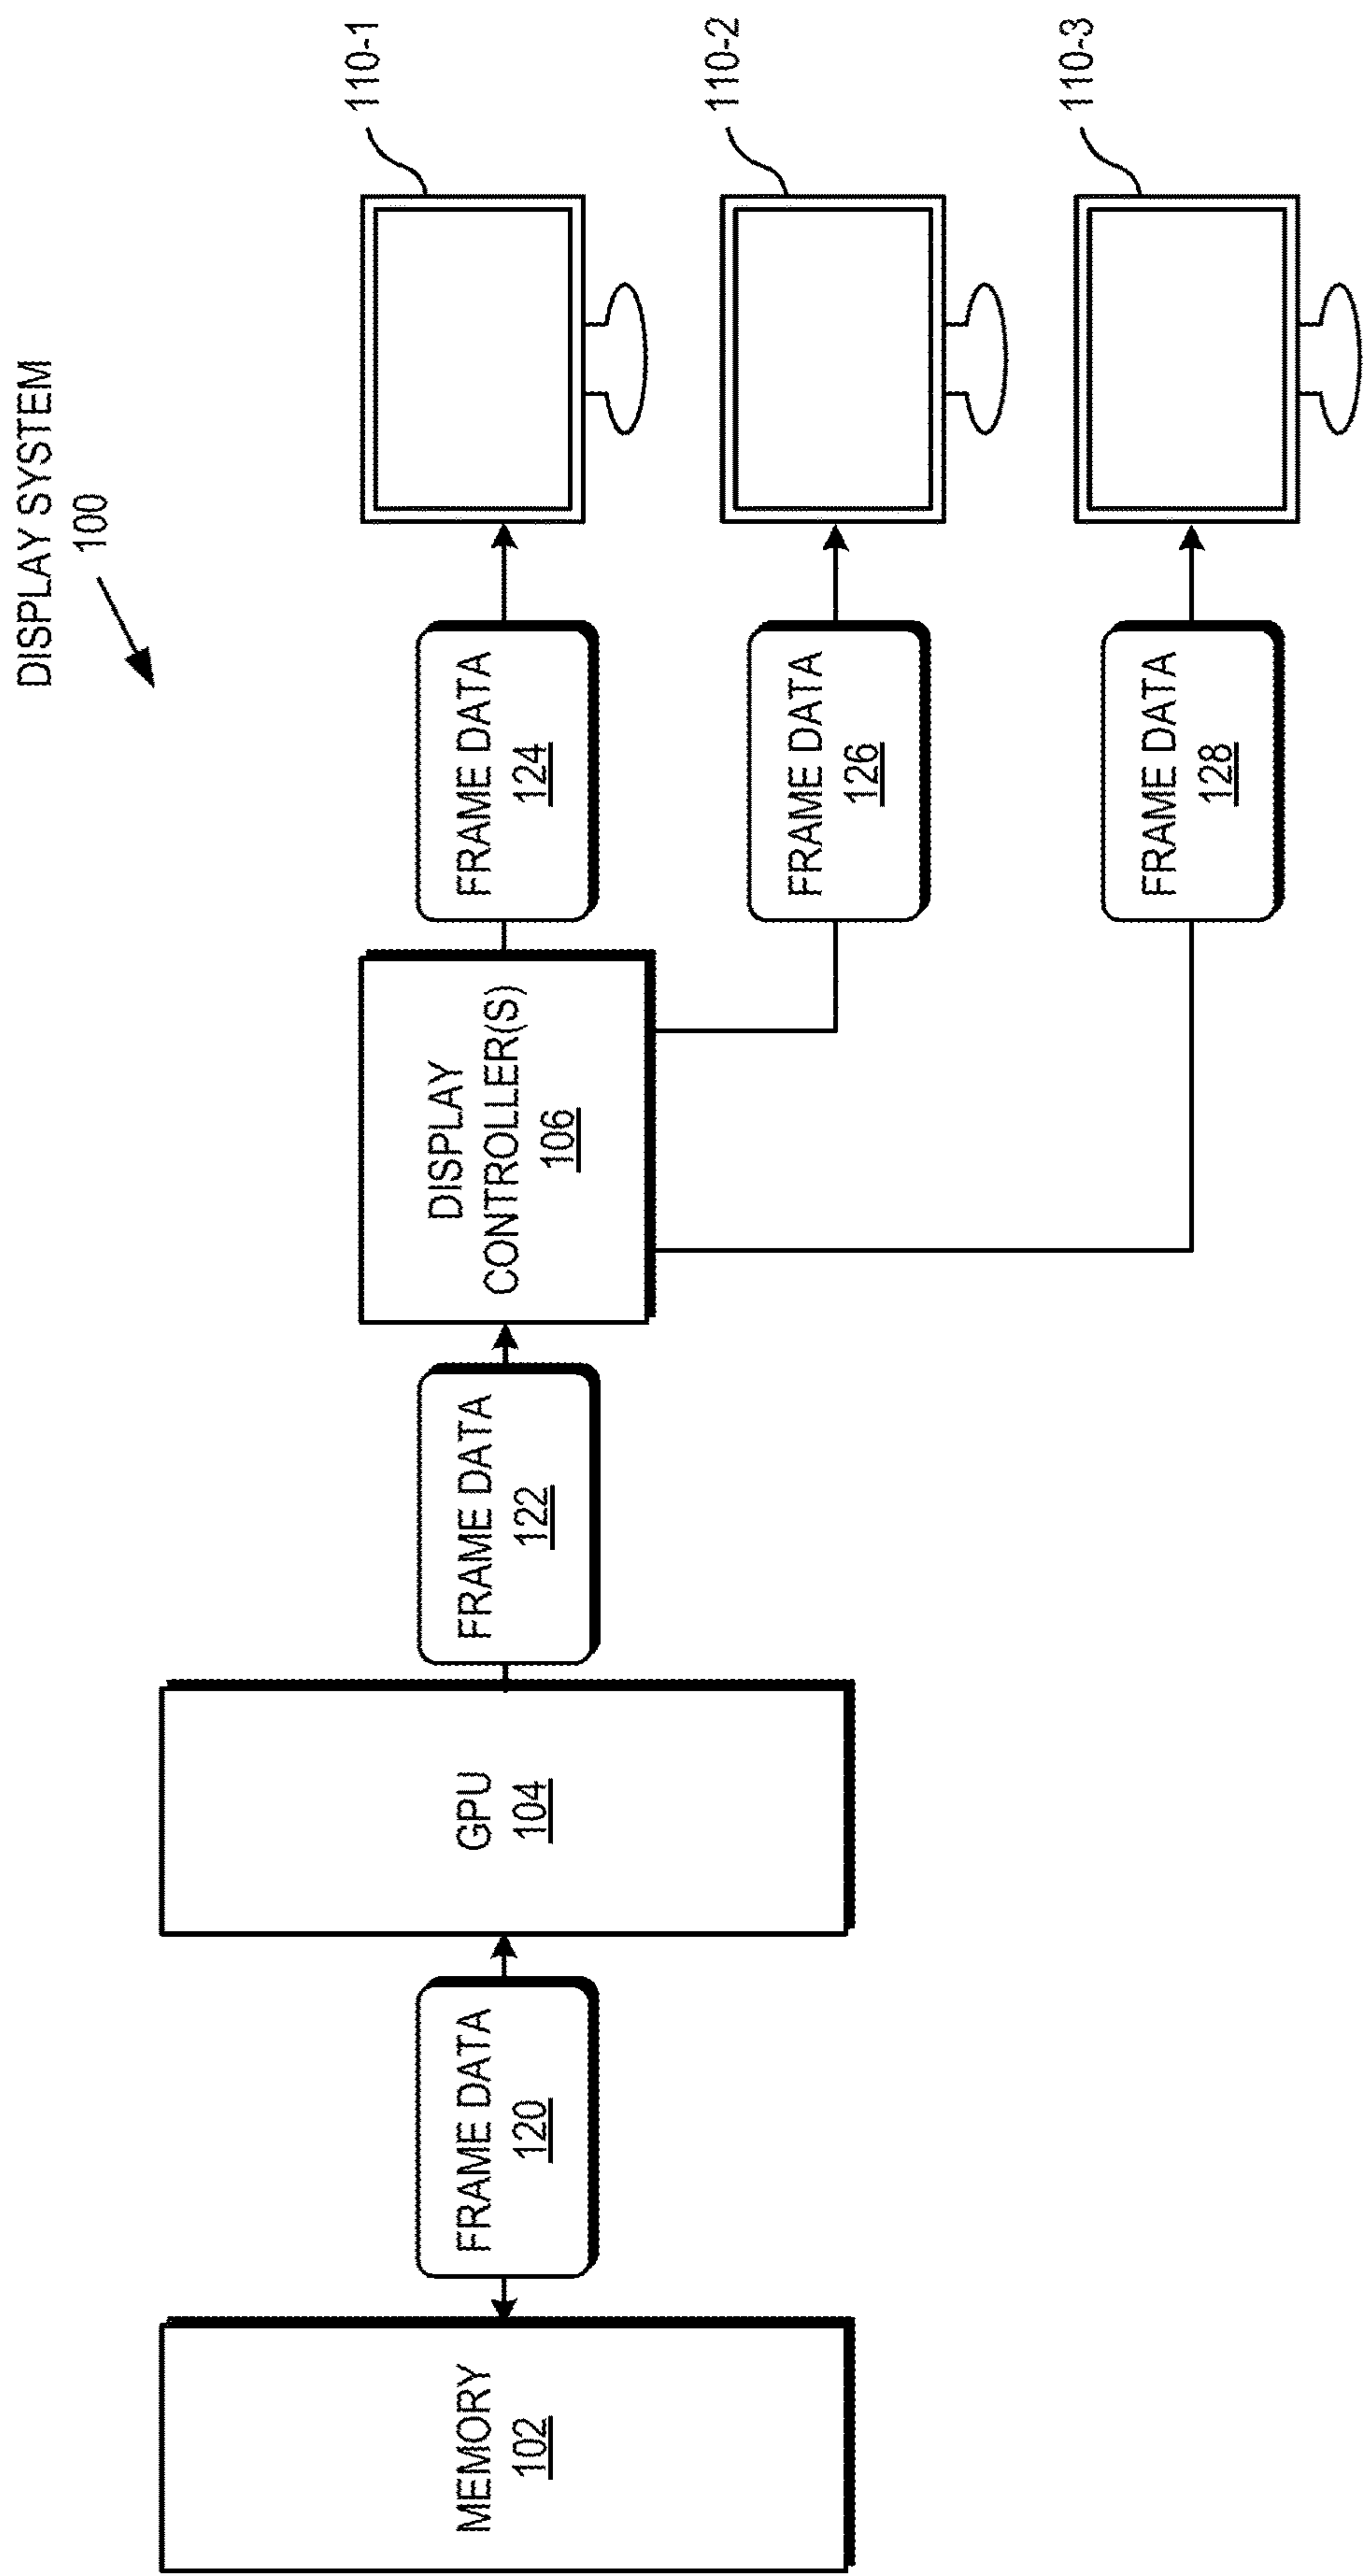 DISPLAY SYSTEM
100
MEMORY
102
FRAME DATA
120
GPU
104
FRAME DATA
122
DISPLAY
CONTROLLER(S)
106
FRAME DATA
124
110-1
FRAME DATA
126
110-2
FRAME DATA
128
110-3